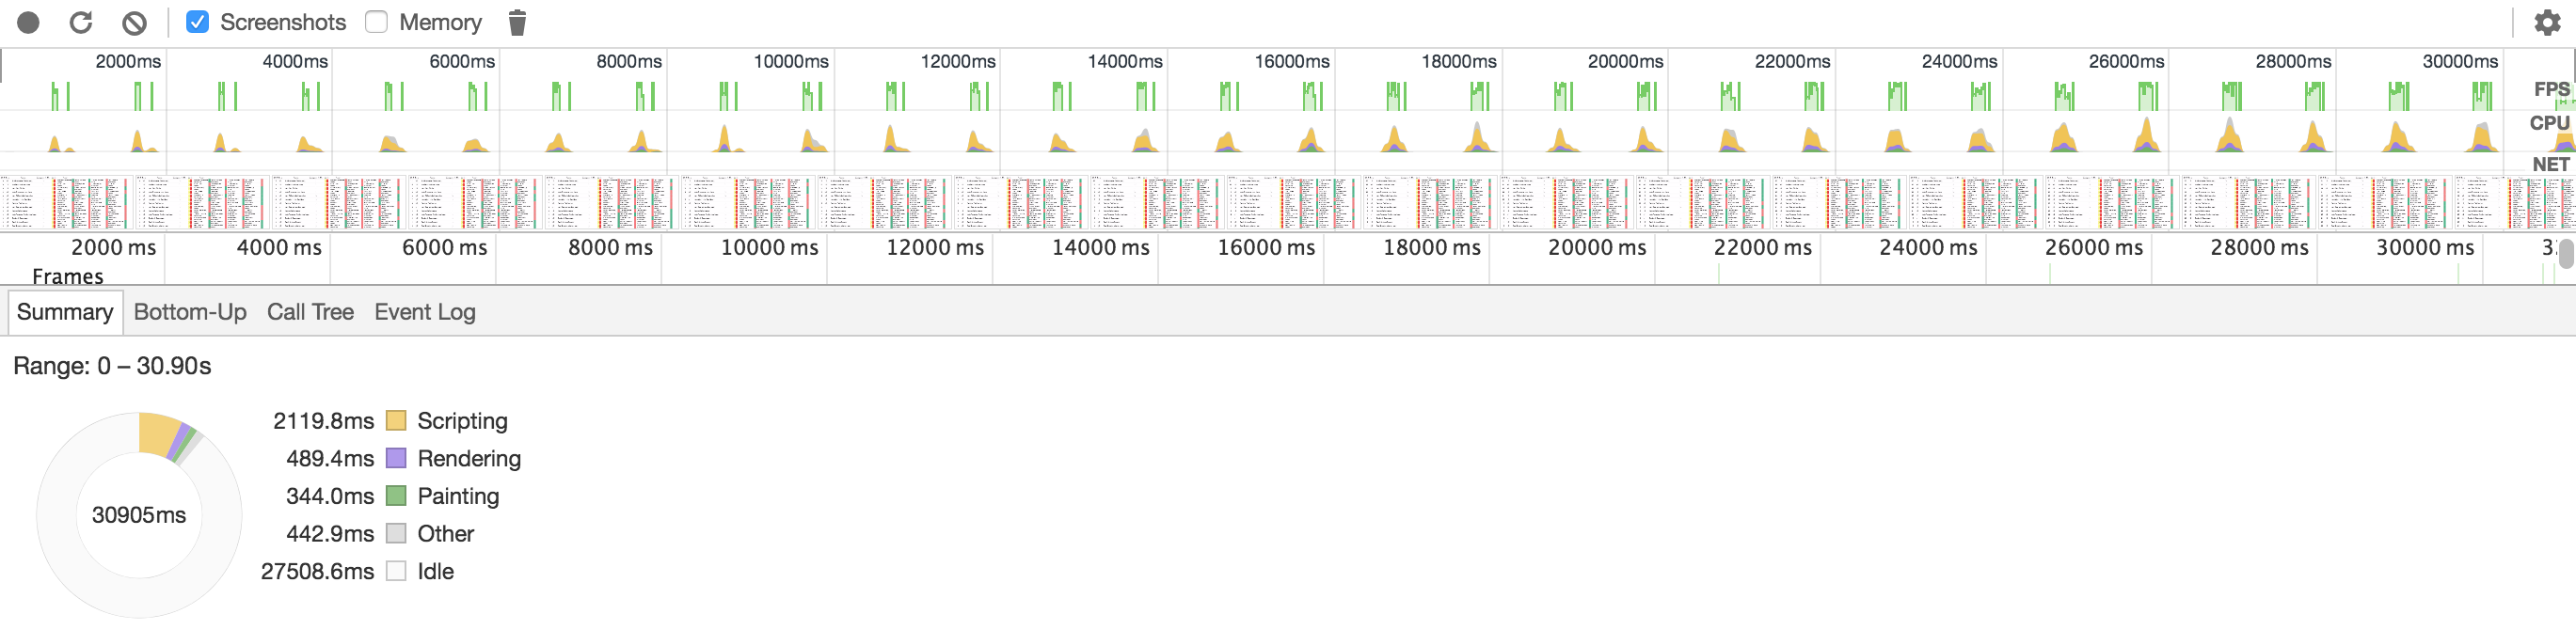 Screenshots Memory
2000ms 4000ms 6000ms 8000ms 10000ms 12000ms 14000ms 16000ms 18000ms 20000ms 22000ms 24000ms 26000ms 28000ms 30000ms
FPS
CPU
NET
2000 ms 4000 ms 6000 ms 8000 ms 10000 ms 12000 ms 14000 ms 16000 ms 18000 ms 20000 ms 22000 ms 24000 ms 26000 ms 28000 ms 30000 ms
Frames
Summary Bottom-Up Call Tree Event Log
Range: 0 – 30.90s
2119.8ms Scripting
489.4ms Rendering
344.0ms Painting
30905ms
442.9ms Other
27508.6ms Idle